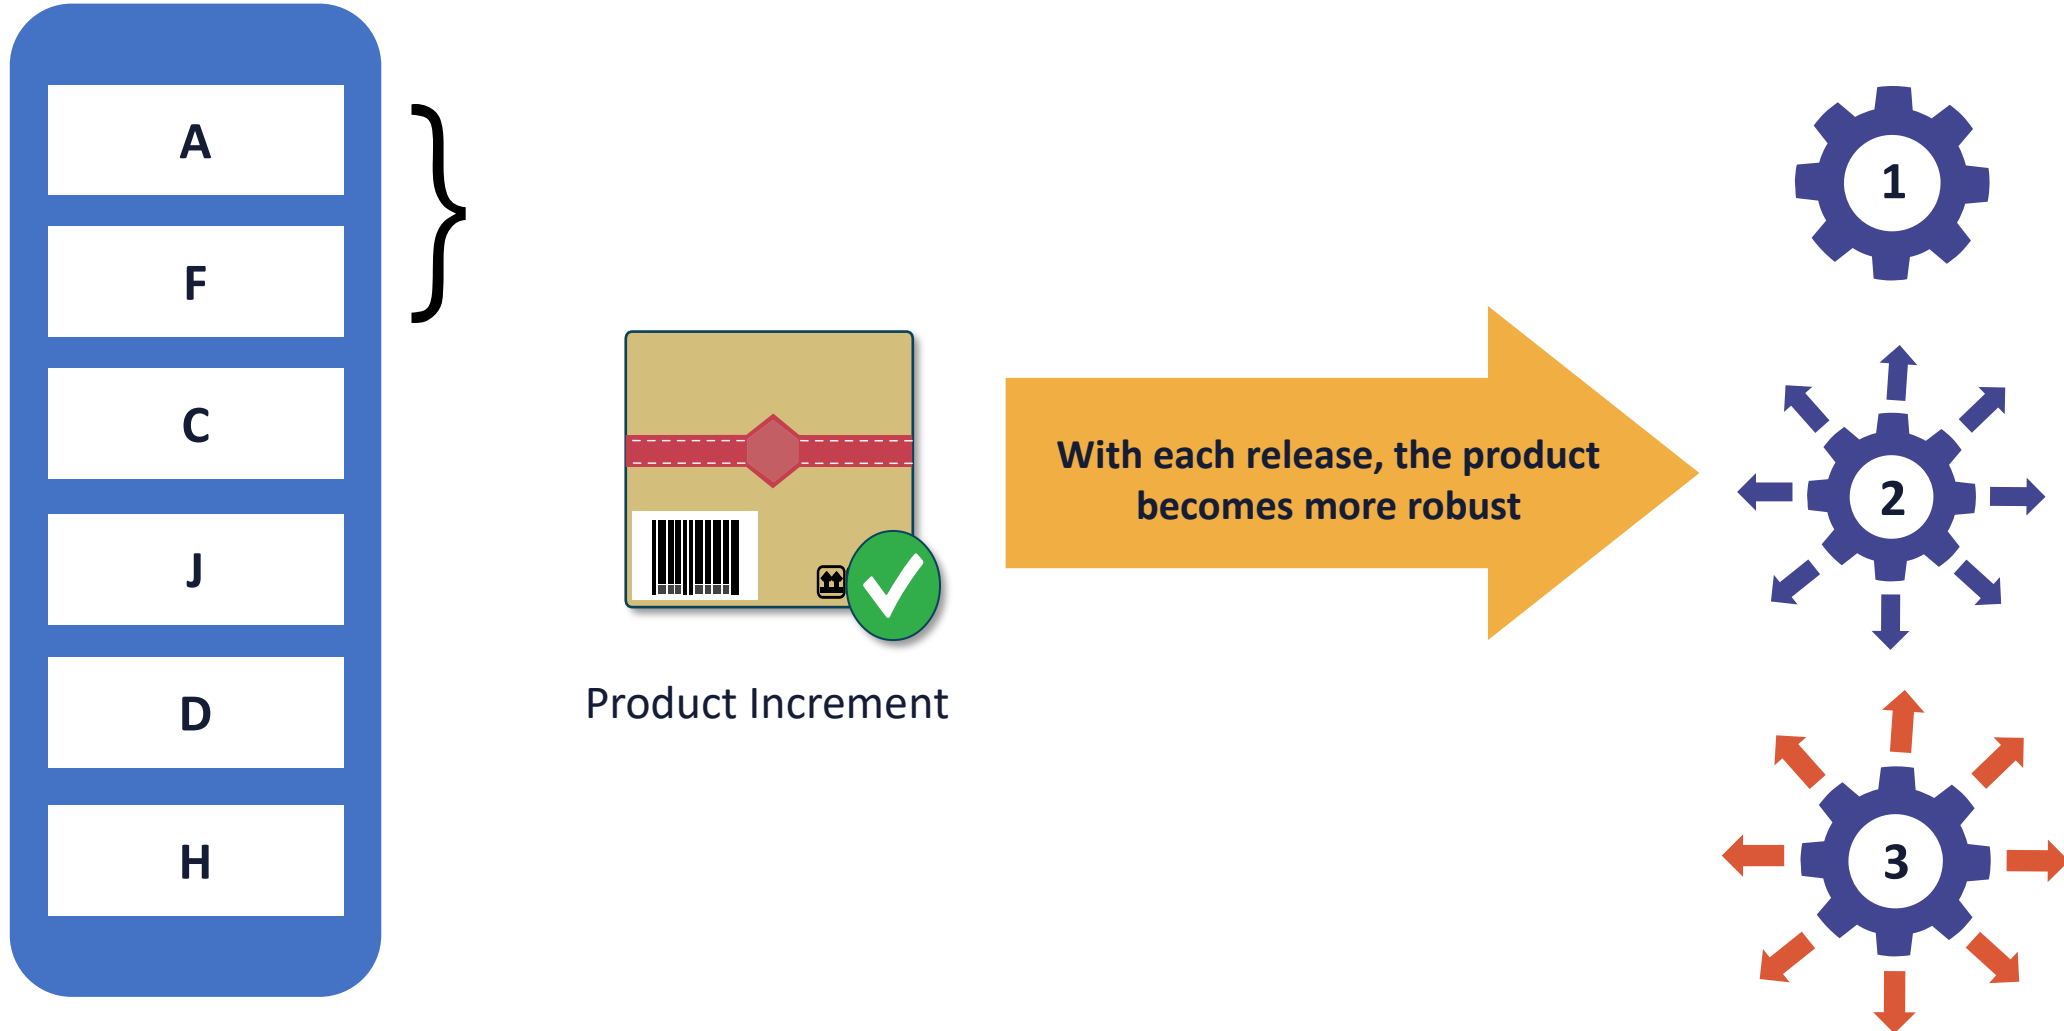 A
F
C
J
D
H
Product Increment
With each release, the product
becomes more robust
1
2
3